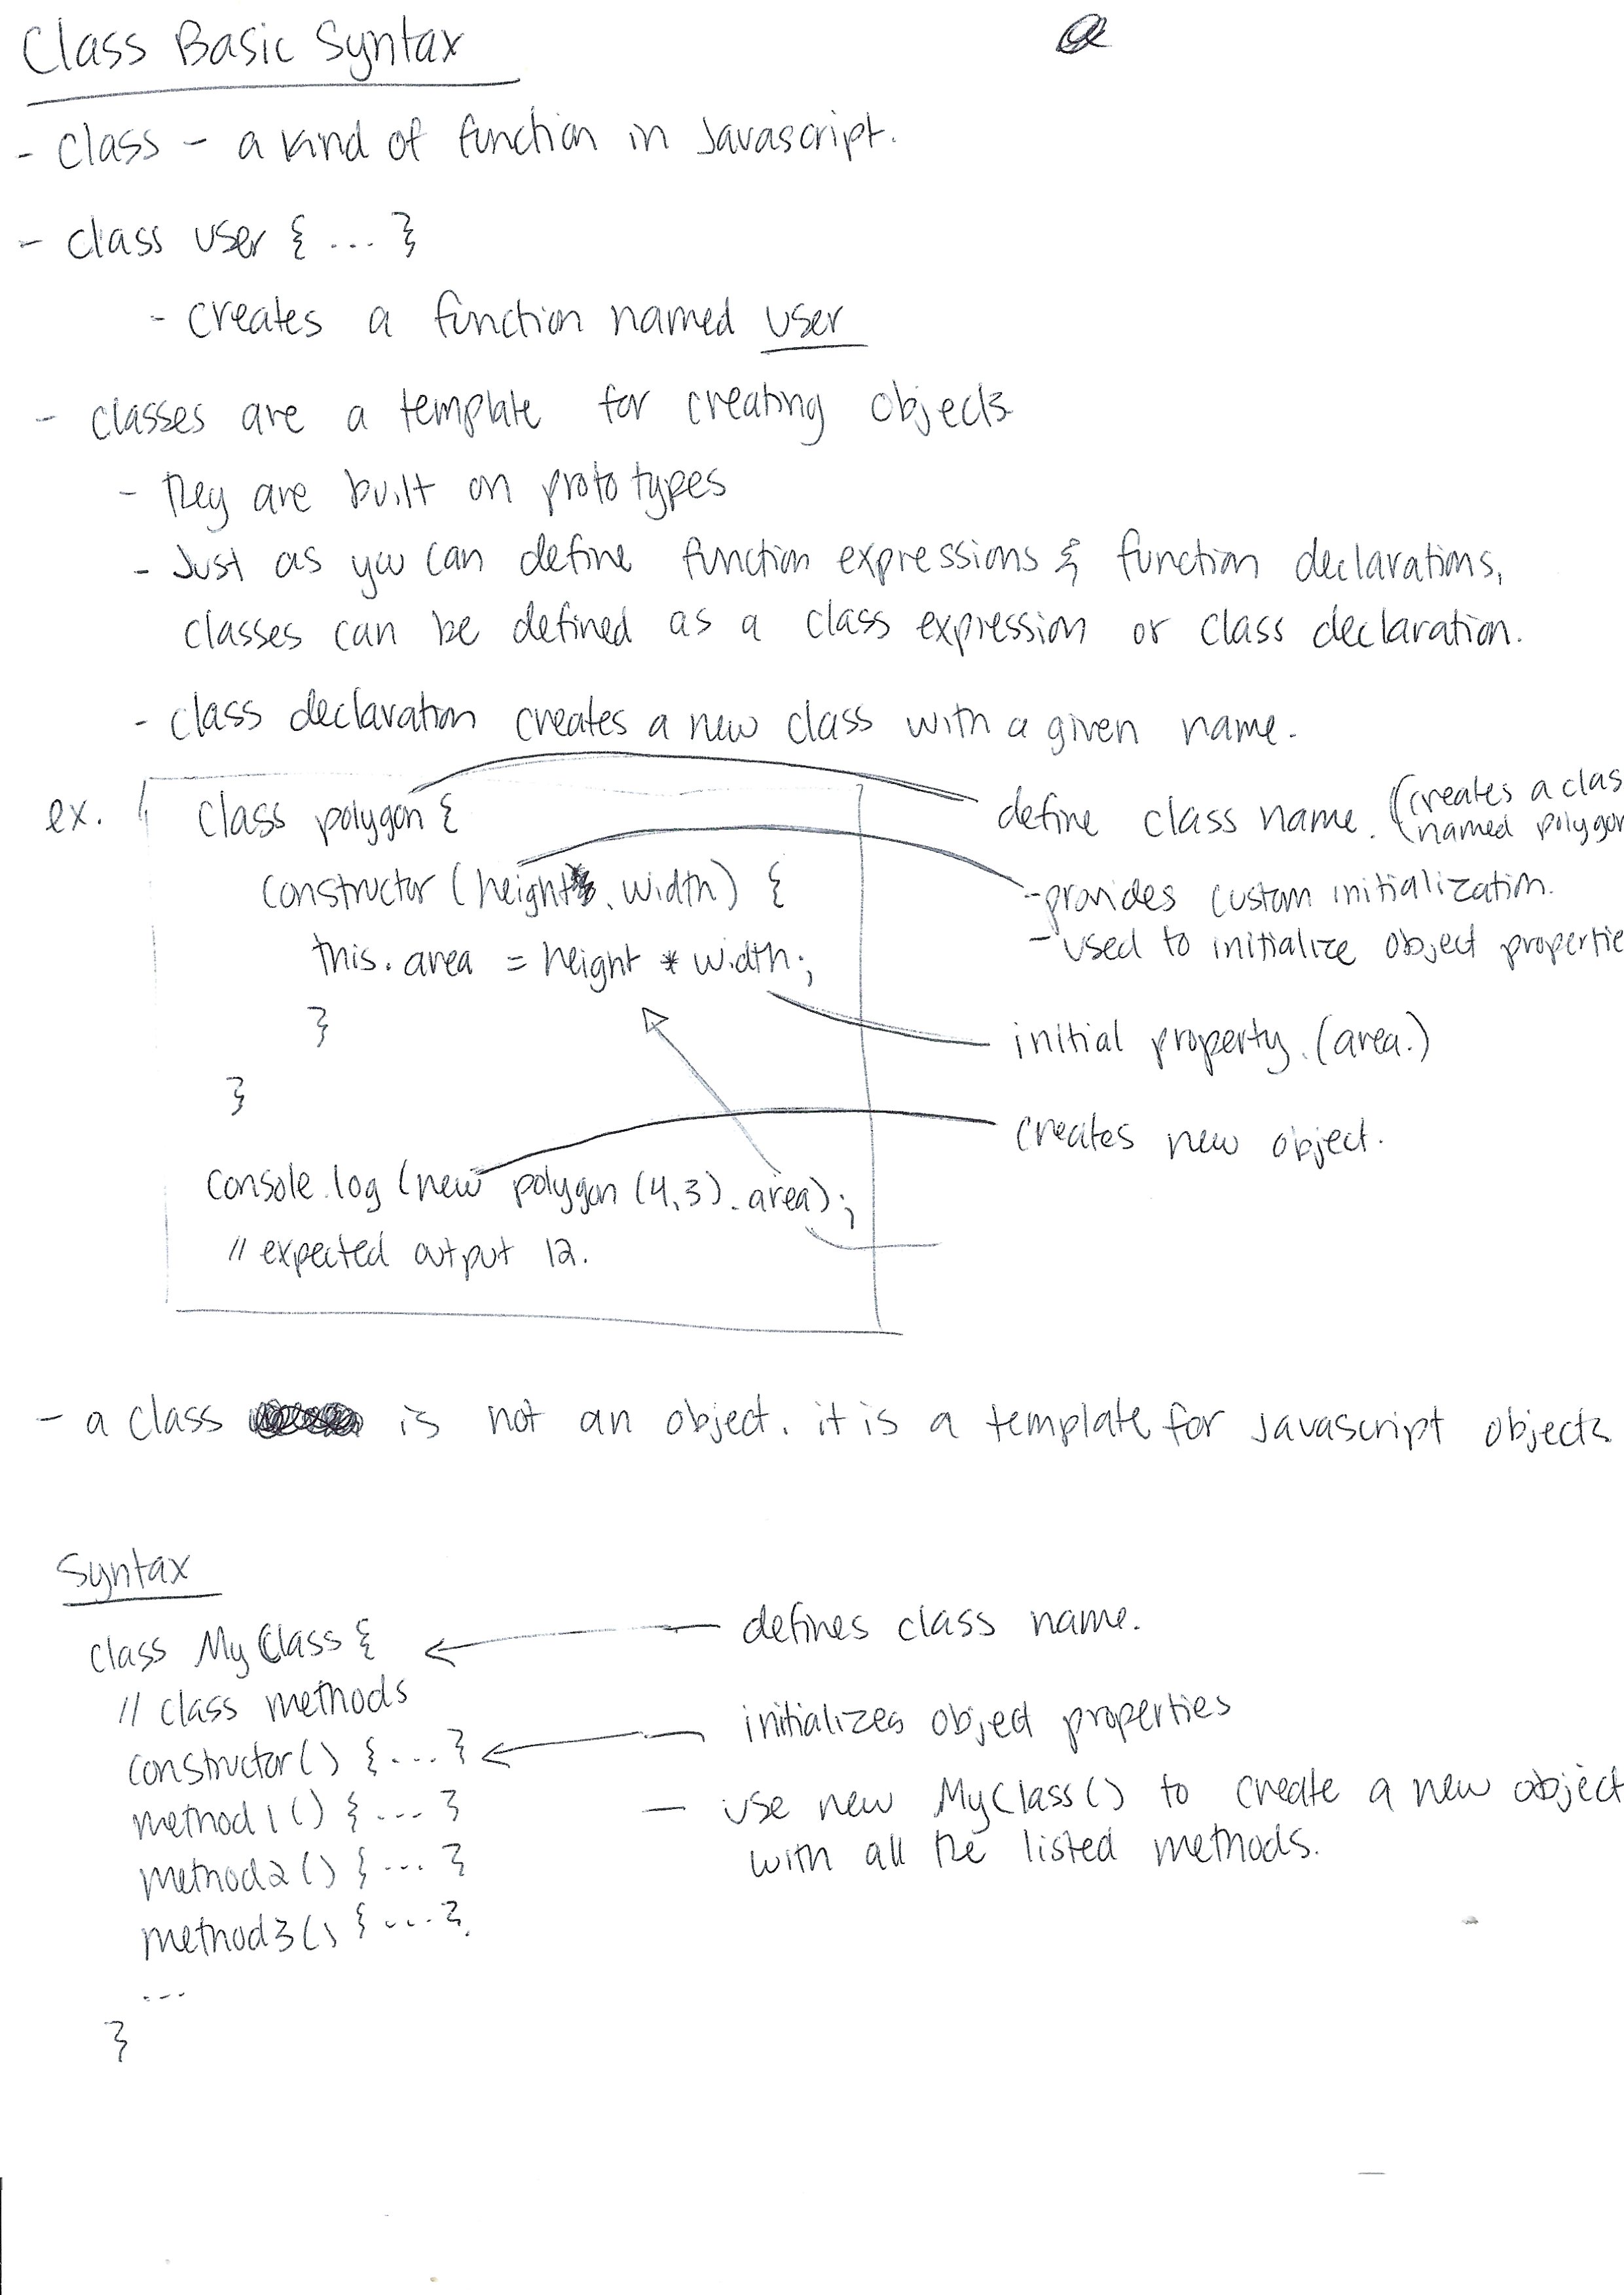 Class Basic Syntax
- Class - a kind of function in Javascript.
- class user { ... }
- creates a function named user
- classes are a template for creating objects
- they are built on prototypes
- Just as you can define function expressions & function declarations,
classes can be defined as a class expression or class declaration.
- class declaration creates a new class with a given name.
ex.
class polygon {
define class name. (creates a clas
named polygon
constructor (height, width) {
- provides custom initialization.
- used to initialize object propertie
this.area = height * width;
}
initial property. (area.)
}
creates new object.
console.log (new polygon (4,3).area);
// expected output 12.
- a class is not an object. it is a template for Javascript objects
Syntax
class MyClass {
defines class name.
// class methods
constructor() { ... }
initializes object properties
method1() { ... }
- use new MyClass() to create a new object
with all the listed methods.
method2() { ... }
method3() { ... }
...
}